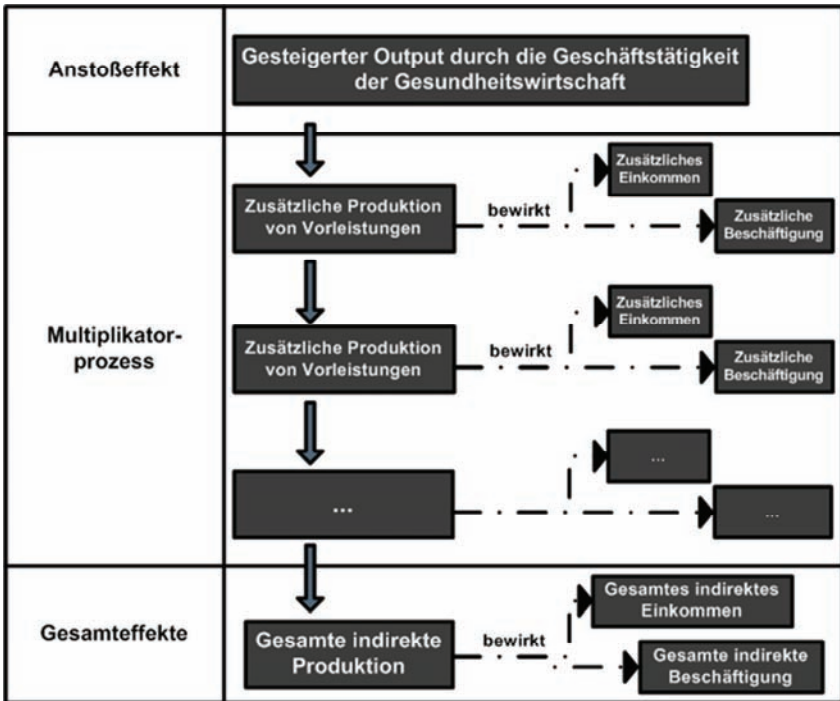 Anstoßeffekt
Gesteigerter Output durch die Geschäftstätigkeit
der Gesundheitswirtschaft
Multiplikator-
prozess
Zusätzliche Produktion
von Vorleistungen
bewirkt
Zusätzliches
Einkommen
Zusätzliche
Beschäftigung
Zusätzliche Produktion
von Vorleistungen
bewirkt
Zusätzliches
Einkommen
Zusätzliche
Beschäftigung
...
...
...
Gesamteffekte
Gesamte indirekte
Produktion
bewirkt
Gesamtes indirektes
Einkommen
Gesamte indirekte
Beschäftigung